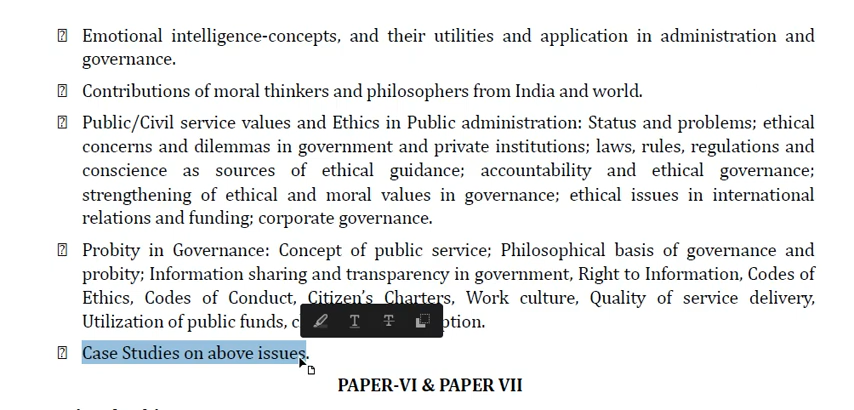 Emotional intelligence-concepts, and their utilities and application in administration and
governance.
Contributions of moral thinkers and philosophers from India and world.
Public/Civil service values and Ethics in Public administration: Status and problems; ethical
concerns and dilemmas in government and private institutions; laws, rules, regulations and
conscience as sources of ethical guidance; accountability and ethical governance;
strengthening of ethical and moral values in governance; ethical issues in international
relations and funding; corporate governance.
Probity in Governance: Concept of public service; Philosophical basis of governance and
probity; Information sharing and transparency in government, Right to Information, Codes of
Ethics, Codes of Conduct, Citizen's Charters, Work culture, Quality of service delivery,
Utilization of public funds,
Case Studies on above issues.
PAPER-VI & PAPER VII